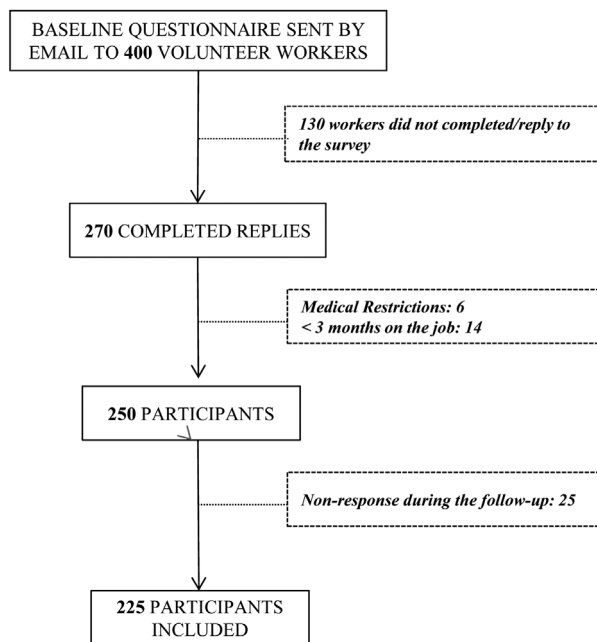 BASELINE QUESTIONNAIRE SENT BY
EMAIL TO 400 VOLUNTEER WORKERS
130 workers did not completed/reply to
the survey
270 COMPLETED REPLIES
Medical Restrictions: 6
< 3 months on the job: 14
250 PARTICIPANTS
Non-response during the follow-up: 25
225 PARTICIPANTS
INCLUDED